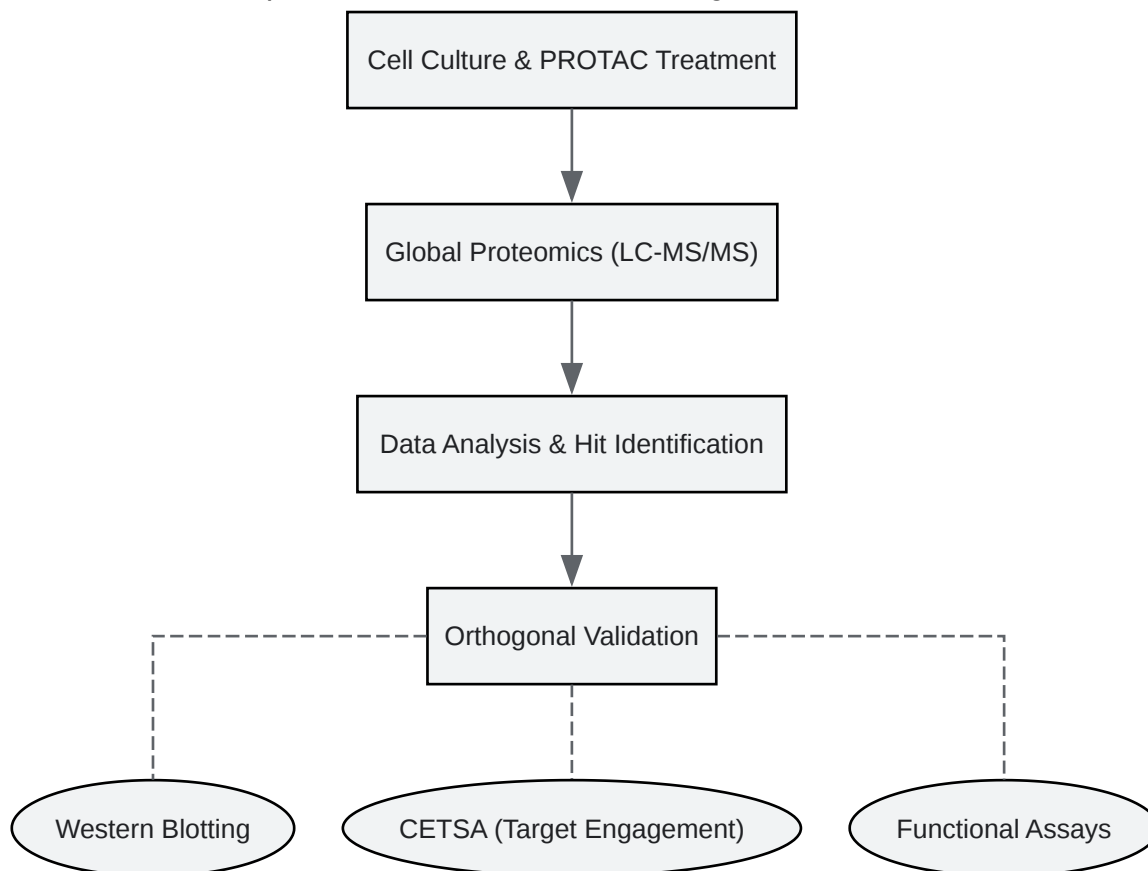 Cell Culture & PROTAC Treatment
Global Proteomics (LC-MS/MS)
Data Analysis & Hit Identification
Orthogonal Validation
Western Blotting
CETSA (Target Engagement)
Functional Assays